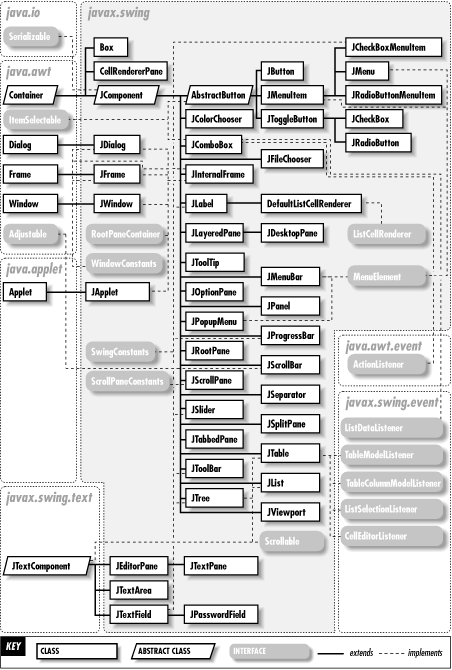 java.io
javax.swing
Serializable
Box
JCheckBoxMenuItem
java.awt
CellRendererPane
JButton
JMenu
Container
JComponent
AbstractButton
JMenuItem
JRadioButtonMenuItem
ItemSelectable
JColorChooser
JToggleButton
JCheckBox
Dialog
JDialog
JComboBox
JRadioButton
JFileChooser
Frame
JFrame
JInternalFrame
Window
JWindow
JLabel
DefaultListCellRenderer
Adjustable
RootPaneContainer
JLayeredPane
JDesktopPane
ListCellRenderer
java.applet
WindowConstants
JToolTip
JMenuBar
MenuElement
Applet
JApplet
JOptionPane
JPanel
JPopupMenu
JProgressBar
java.awt.event
SwingConstants
JRootPane
JScrollBar
ActionListener
ScrollPaneConstants
JScrollPane
JSeparator
javax.swing.event
JSlider
JSplitPane
ListDataListener
JTabbedPane
JTable
TableModelListener
JToolBar
JList
TableColumnModelListener
javax.swing.text
JTree
JViewport
ListSelectionListener
Scrollable
CellEditorListener
JTextComponent
JEditorPane
JTextPane
JTextArea
JTextField
JPasswordField
KEY
CLASS
ABSTRACT CLASS
INTERFACE
extends
implements